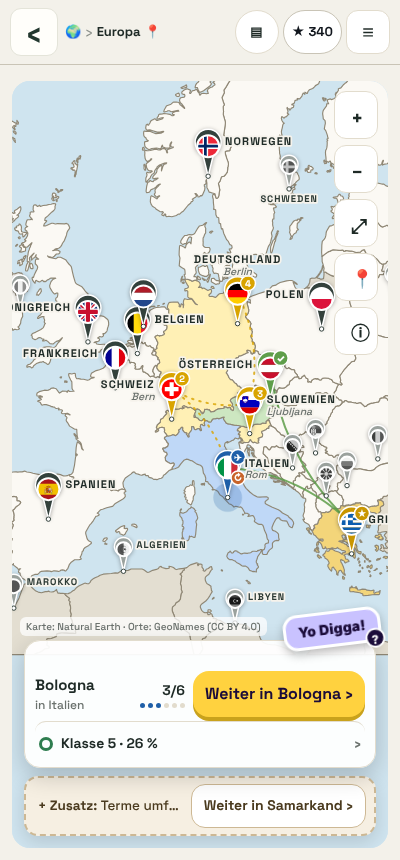 < 🌍 > Europa 📍 ★ 340
NORWEGEN
SCHWEDEN
DEUTSCHLAND
Berlin
4
POLEN
NIGREICH
BELGIEN
FRANKREICH
ÖSTERREICH
SCHWEIZ
Bern
2
3
SLOWENIEN
Ljubljana
ITALIEN
Rom
SPANIEN
GRI
ALGERIEN
MAROKKO
LIBYEN
Karte: Natural Earth · Orte: GeoNames (CC BY 4.0)
Yo Digga!
?
Bologna
in Italien
3/6
Weiter in Bologna >
Klasse 5 · 26 % >
+ Zusatz: Terme umf…
Weiter in Samarkand >